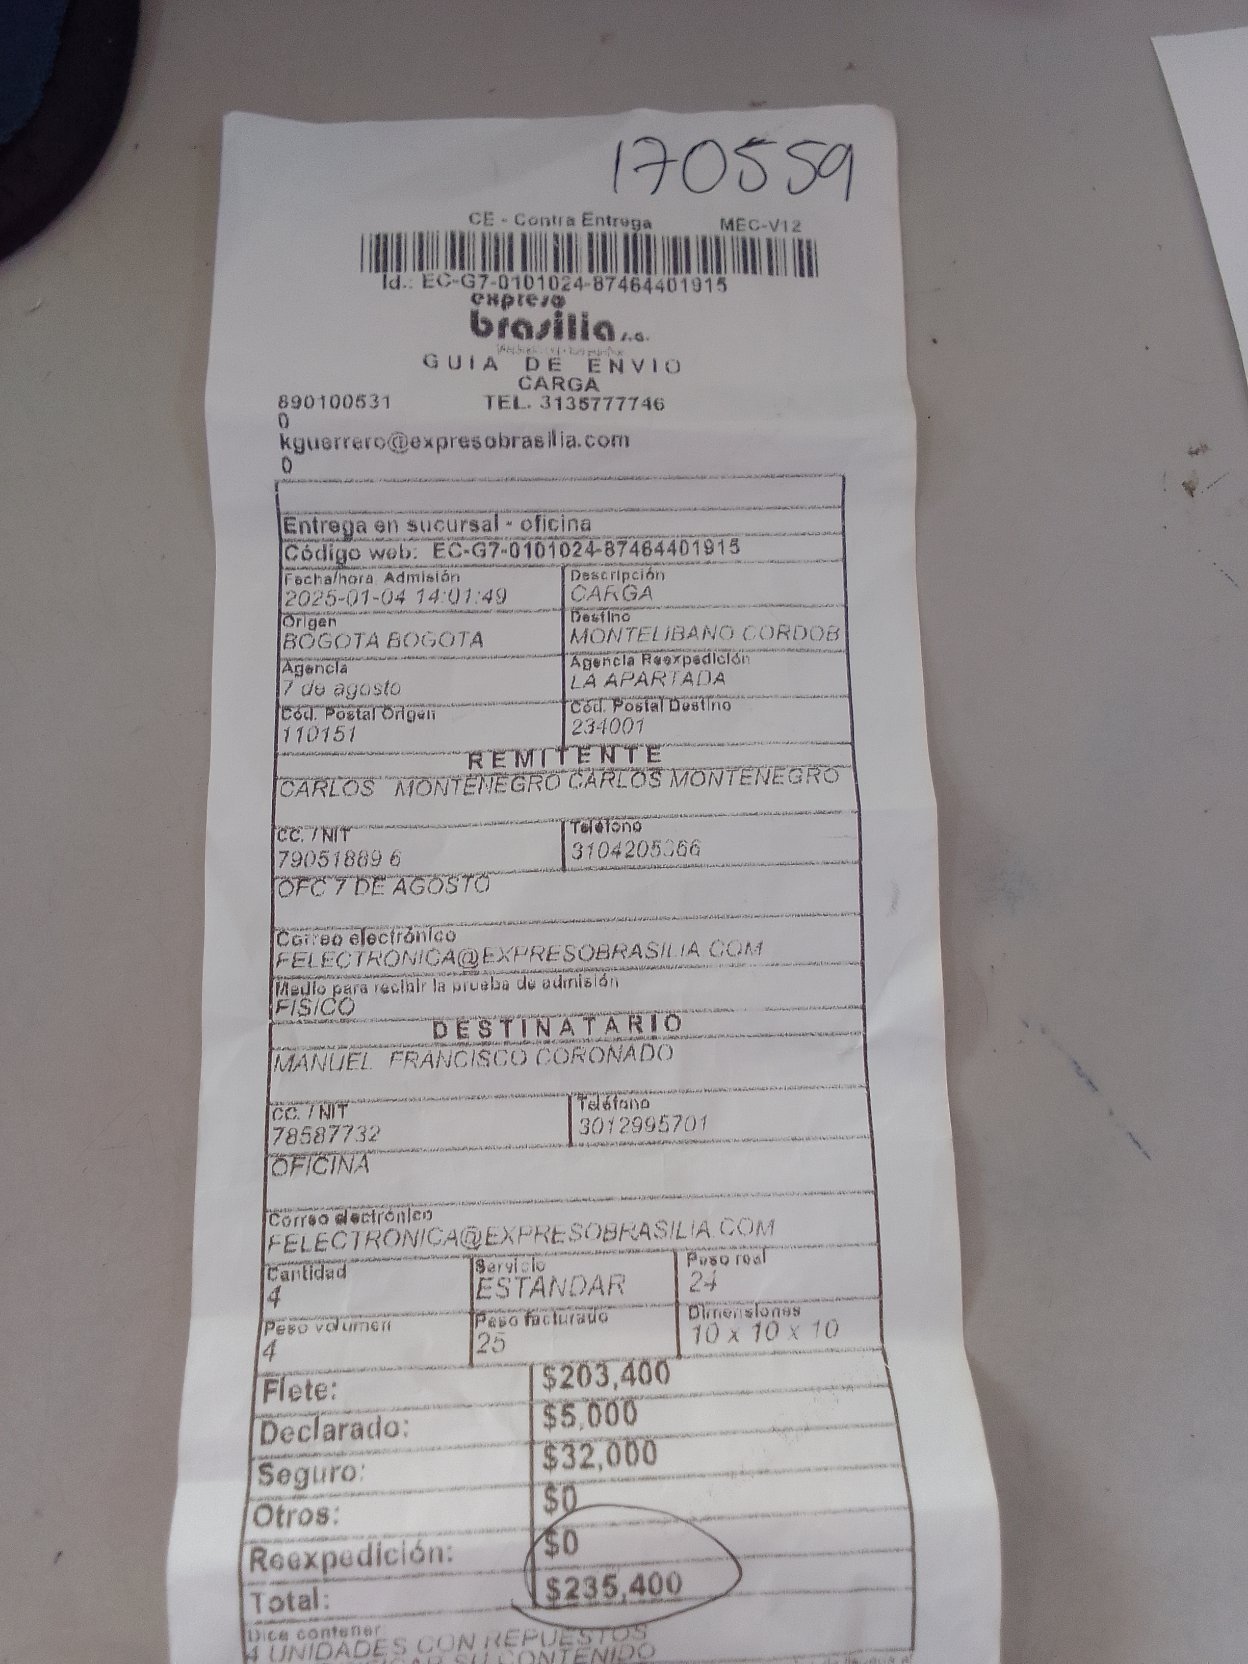 170559
CE - Contra Entrega MEC-V12
Id.: EC-G7-0101024-87464401915
expreso
brasilia s.a.
GUIA DE ENVIO
CARGA
890100531 TEL. 3135777746
0
kguerrero@expresobrasilia.com
0
Entrega en sucursal - oficina
Código web: EC-G7-0101024-87464401915
Fecha/hora Admisión Descripción
2025-01-04 14:01:49 CARGA
Origen Destino
BOGOTA BOGOTA MONTELIBANO CORDOB
Agencia Agencia Reexpedición
7 de agosto LA APARTADA
Cód. Postal Origen Cód. Postal Destino
110151 234001
REMITENTE
CARLOS MONTENEGRO CARLOS MONTENEGRO
CC. / NIT Teléfono
79051889 6
OFC 7 DE AGOSTO
Correo electrónico
FELECTRONICA@EXPRESOBRASILIA.COM
Medio para recibir la prueba de admisión
FISICO
DESTINATARIO
MANUEL FRANCISCO CORONADO
CC. / NIT Teléfono
78587732 3012995701
OFICINA
Correo electrónico
FELECTRONICA@EXPRESOBRASILIA.COM
Cantidad Servicio Peso real
4 ESTANDAR 24
Peso volumen Peso facturado Dimensiones
4 25 10 x 10 x 10
Flete: $203,400
Declarado: $5,000
Seguro: $32,000
Otros: $0
Reexpedición: $0
Total: $235,400
Dice contener
4 UNIDADES CON REPUESTOS
SU CONTENIDO